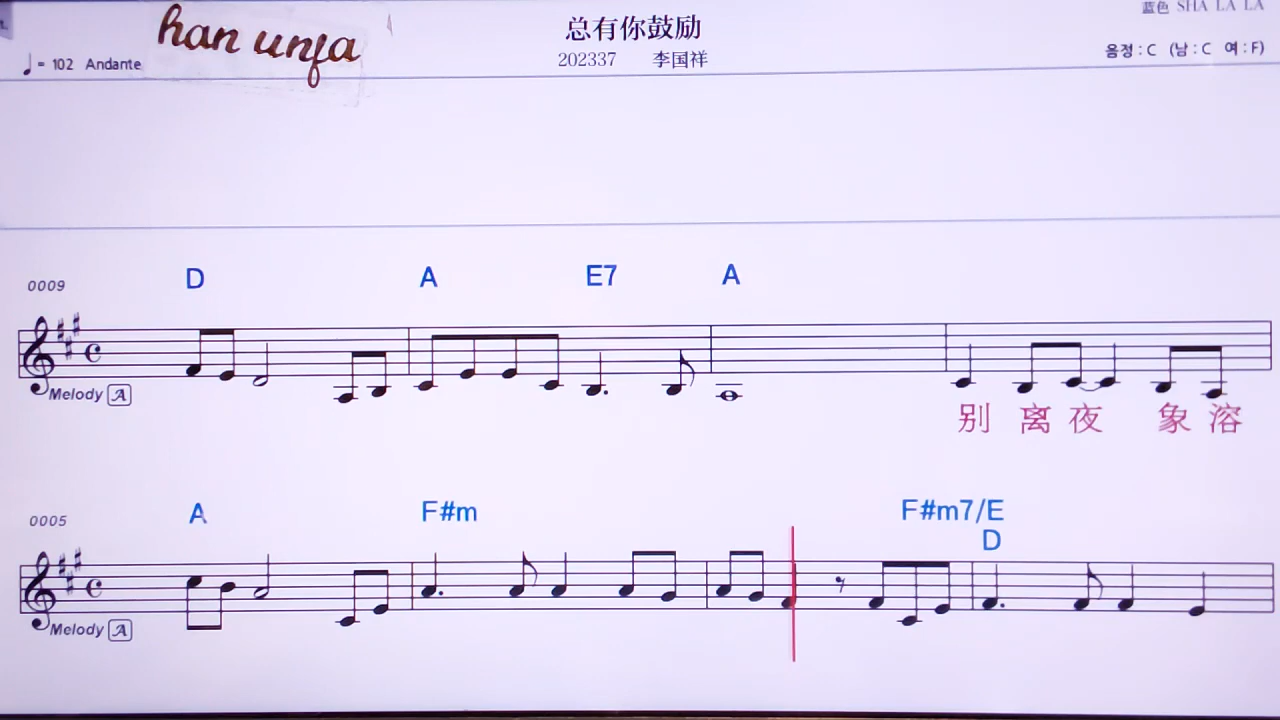 蓝色 SHA LA LA
han unja
总有你鼓励
♩ = 102 Andante
202337 李国祥
음정 : C (남 : C 여 : F)
0009
D A E7 A
Melody A
别 离 夜 象 溶
0005
A F#m F#m7/E
D
Melody A